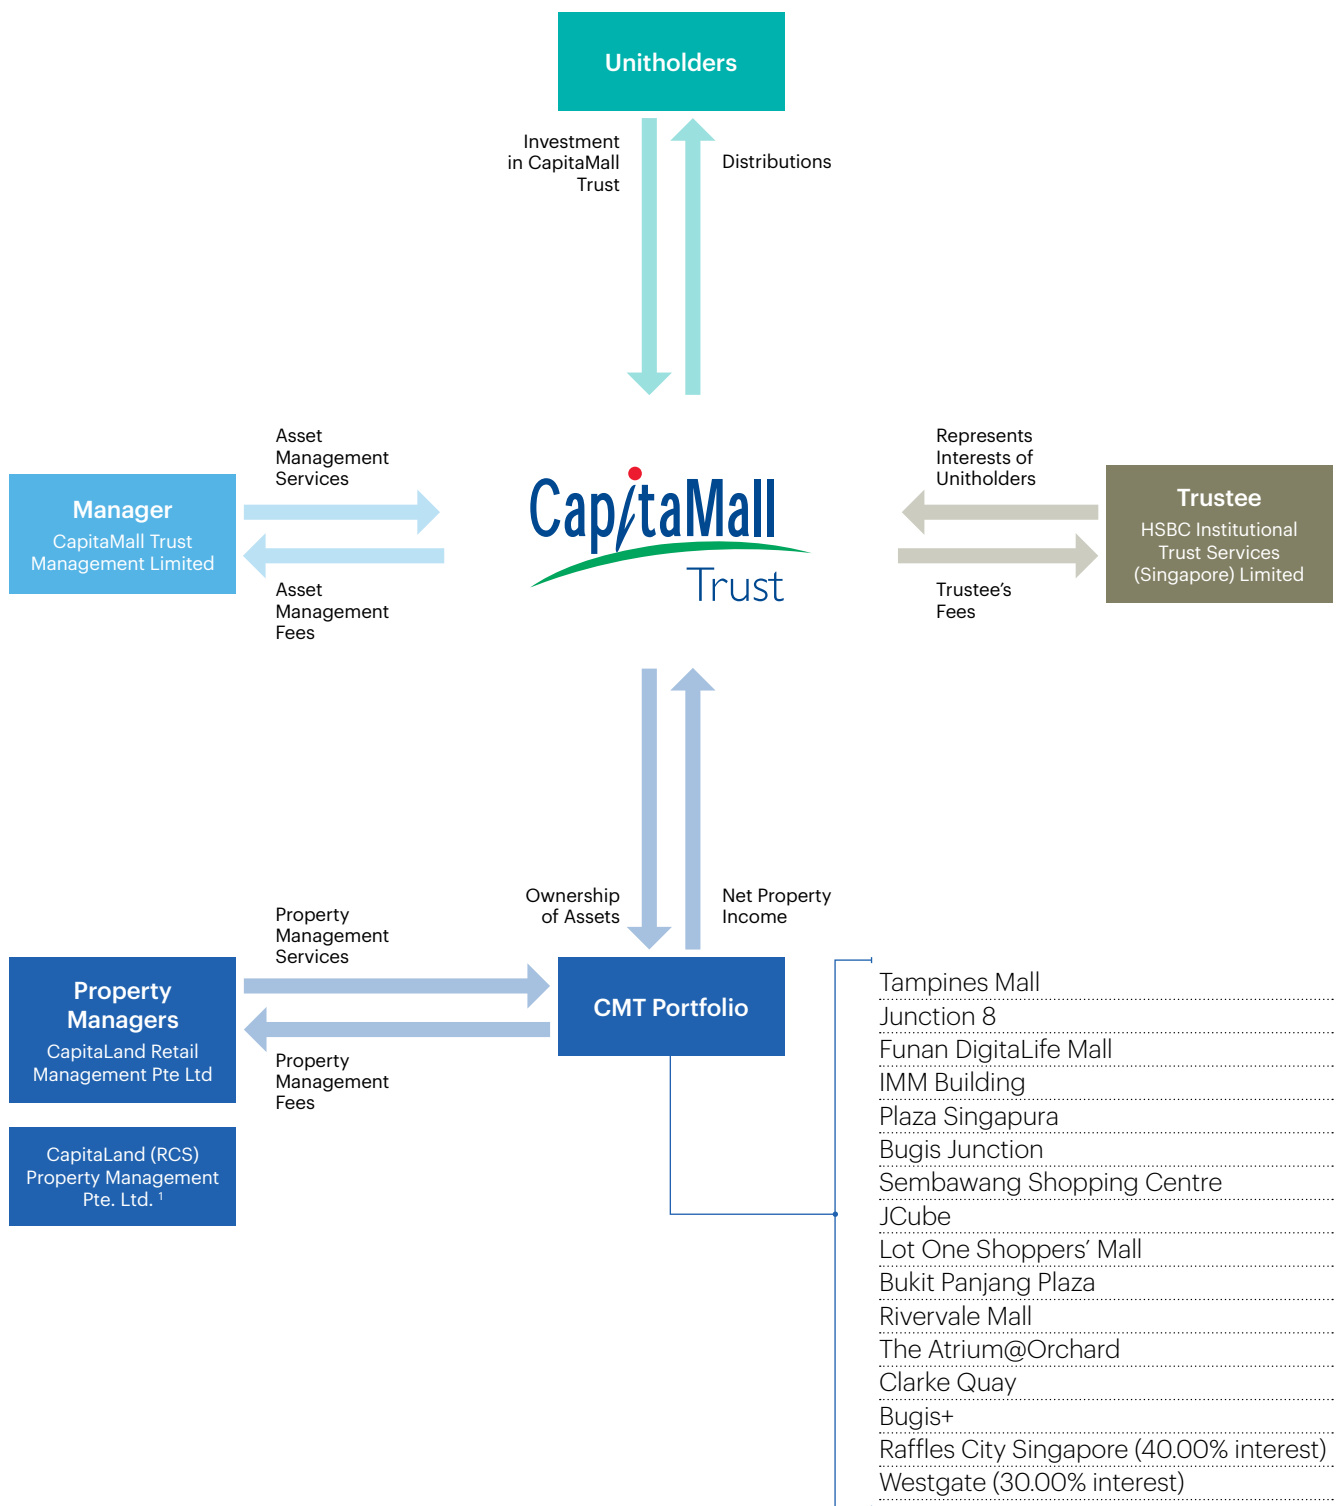 Unitholders
Investment
in CapitaMall
Trust
Distributions
Asset
Management
Services
Manager
CapitaMall Trust
Management Limited
Asset
Management
Fees
CapitaMall
Trust
Represents
Interests of
Unitholders
Trustee
HSBC Institutional
Trust Services
(Singapore) Limited
Trustee's
Fees
Ownership
of Assets
Net Property
Income
Property
Management
Services
Property
Managers
CapitaLand Retail
Management Pte Ltd
Property
Management
Fees
CapitaLand (RCS)
Property Management
Pte. Ltd. ¹
CMT Portfolio
Tampines Mall
Junction 8
Funan DigitaLife Mall
IMM Building
Plaza Singapura
Bugis Junction
Sembawang Shopping Centre
JCube
Lot One Shoppers’ Mall
Bukit Panjang Plaza
Rivervale Mall
The Atrium@Orchard
Clarke Quay
Bugis+
Raffles City Singapore (40.00% interest)
Westgate (30.00% interest)